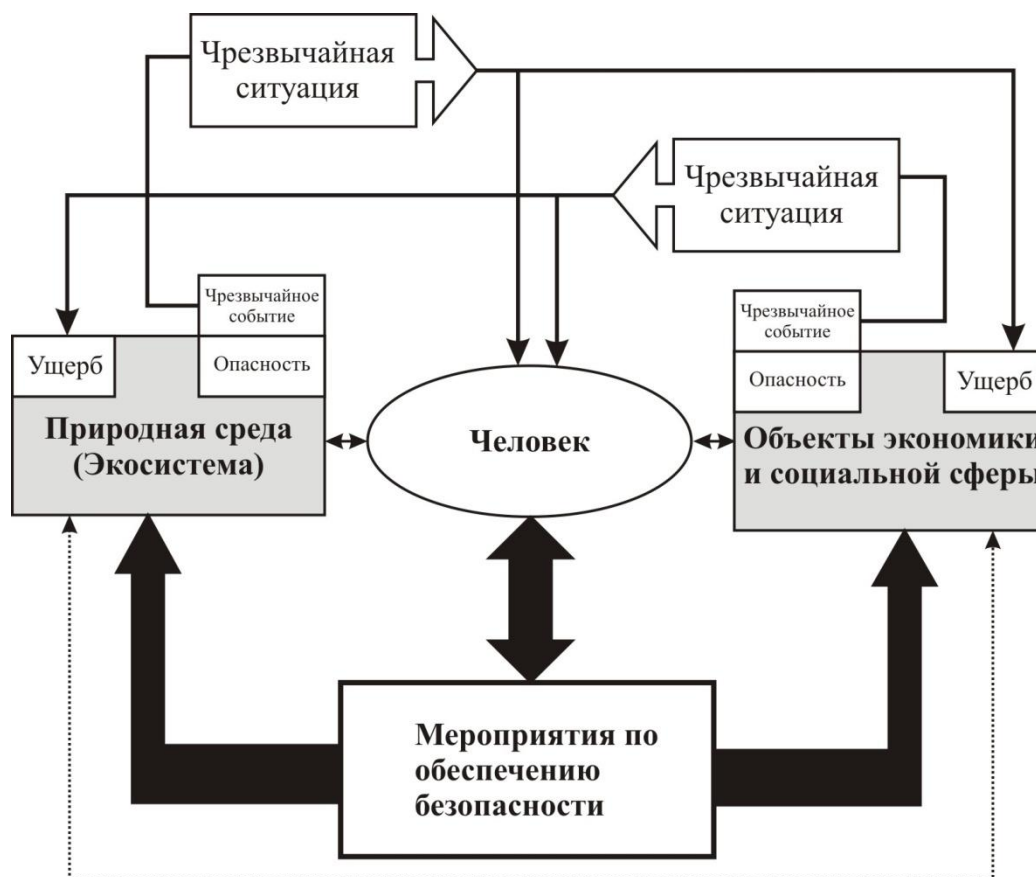 Чрезвычайная
ситуация
Чрезвычайная
ситуация
Чрезвычайное
событие
Ущерб
Опасность
Природная среда
(Экосистема)
Человек
Чрезвычайное
событие
Опасность
Ущерб
Объекты экономики
и социальной сферы
Мероприятия по
обеспечению
безопасности